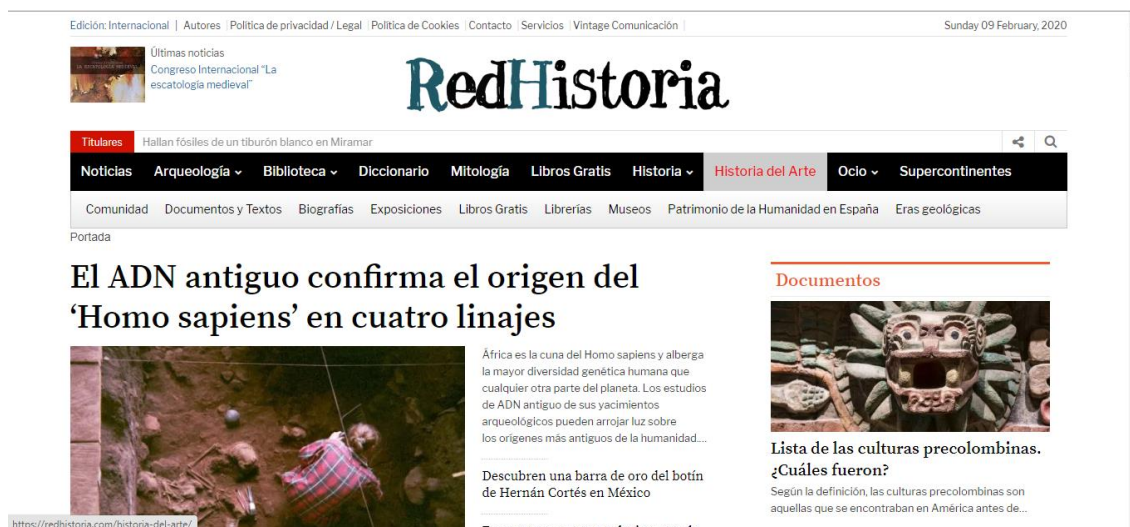 Edición: Internacional | Autores | Política de privacidad / Legal | Política de Cookies | Contacto | Servicios | Vintage Comunicación |
Sunday 09 February, 2020
Últimas noticias
Congreso Internacional "La
escatología medieval"
RedHistoria
Titulares Hallan fósiles de un tiburón blanco en Miramar
Noticias Arqueología Biblioteca Diccionario Mitología Libros Gratis Historia Historia del Arte Ocio Supercontinentes
Comunidad Documentos y Textos Biografías Exposiciones Libros Gratis Librerías Museos Patrimonio de la Humanidad en España Eras geológicas
Portada
El ADN antiguo confirma el origen del
‘Homo sapiens’ en cuatro linajes
África es la cuna del Homo sapiens y alberga
la mayor diversidad genética humana que
cualquier otra parte del planeta. Los estudios
de ADN antiguo de sus yacimientos
arqueológicos pueden arrojar luz sobre
los orígenes más antiguos de la humanidad....
Descubren una barra de oro del botín
de Hernán Cortés en México
Documentos
Lista de las culturas precolombinas.
¿Cuáles fueron?
Según la definición, las culturas precolombinas son
aquellas que se encontraban en América antes de...
https://redhistoria.com/historia-del-arte/